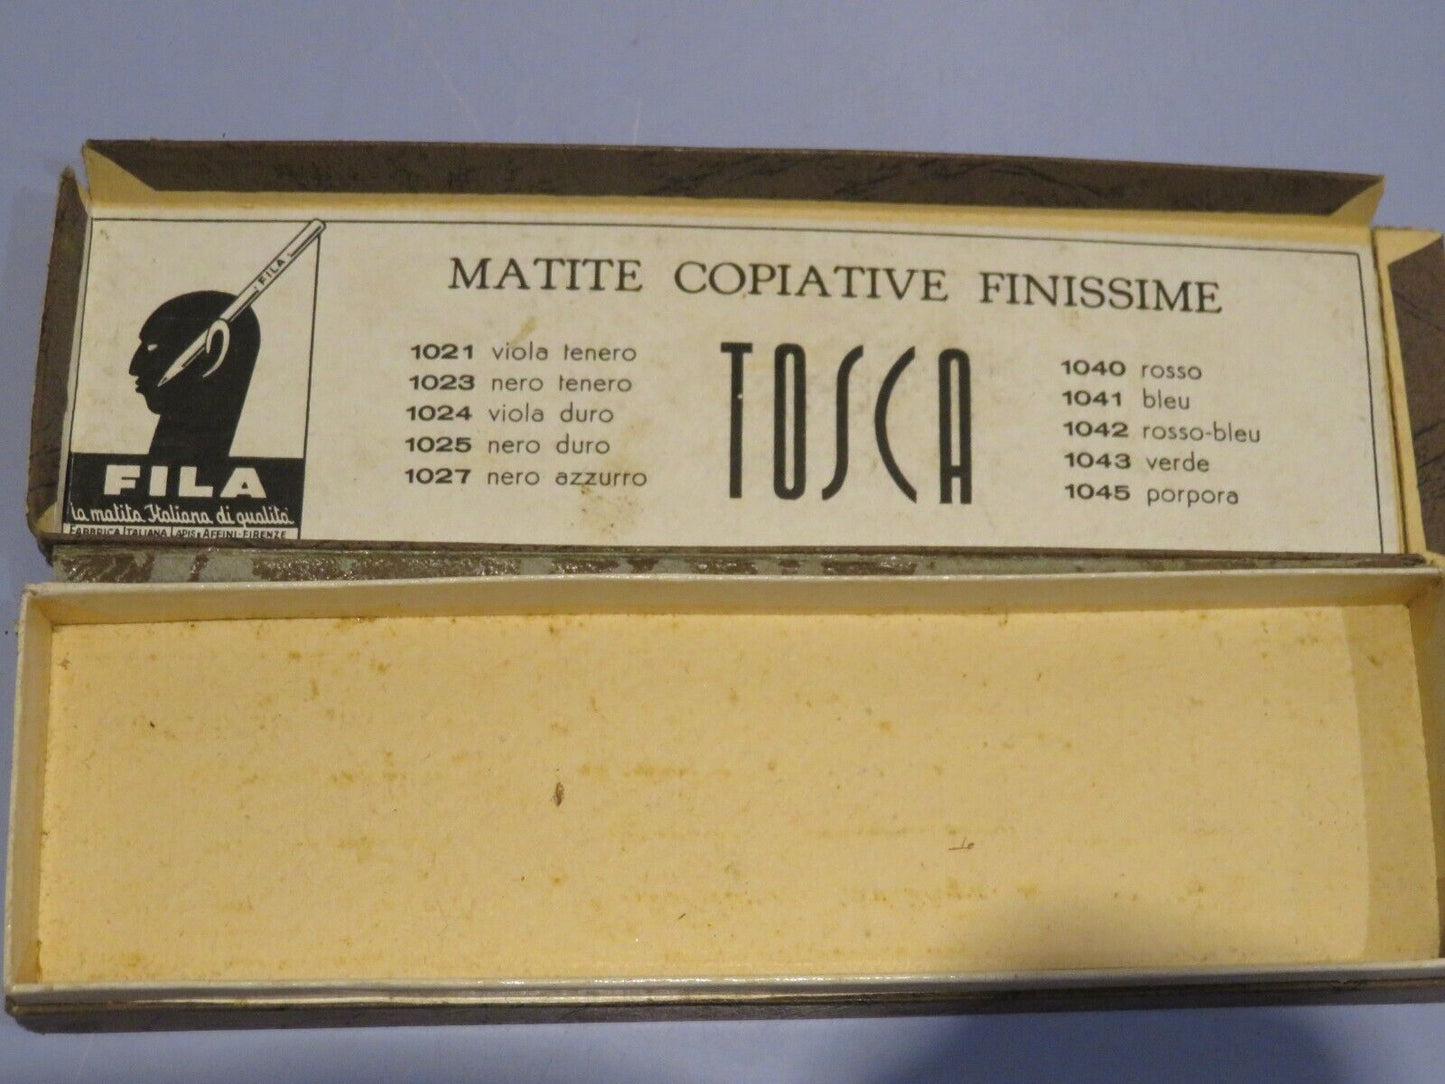 FILA
MATITE COPIATIVE FINISSIME
1021 viola tenero
1023 nero tenero
1024 viola duro
1025 nero duro
1027 nero azzurro
TOSCA
1040 rosso
1041 bleu
1042 rosso-bleu
1043 verde
1045 porpora
FILA
la matita Italiana di qualità
FABBRICA ITALIANA LAPIS E AFFINI-FIRENZE